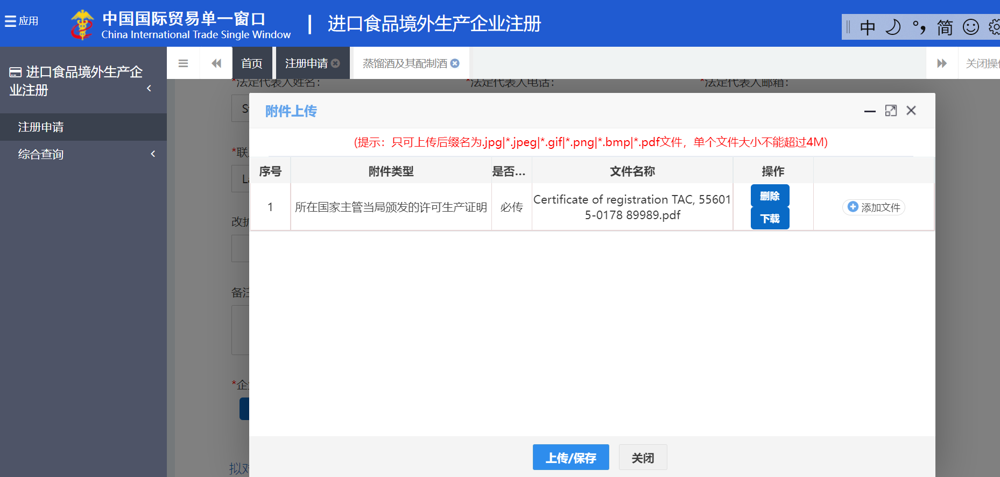 应用
中国国际贸易单一窗口
China International Trade Single Window
进口食品境外生产企业注册
中
简
进口食品境外生产企
业注册
注册申请
综合查询
首页
注册申请
蒸馏酒及其配制酒
关闭操
*法定代表人姓名：
*法定代表人电话：
*法定代表人邮箱：
*联
改扩
备注
*企
拟对
附件上传
(提示：只可上传后缀名为.jpg|*.jpeg|*.gif|*.png|*.bmp|*.pdf文件，单个文件大小不能超过4M)
序号 附件类型 是否... 文件名称 操作
1 所在国家主管当局颁发的许可生产证明 必传 Certificate of registration TAC, 55601
5-0178 89989.pdf
删除
下载
添加文件
上传/保存
关闭